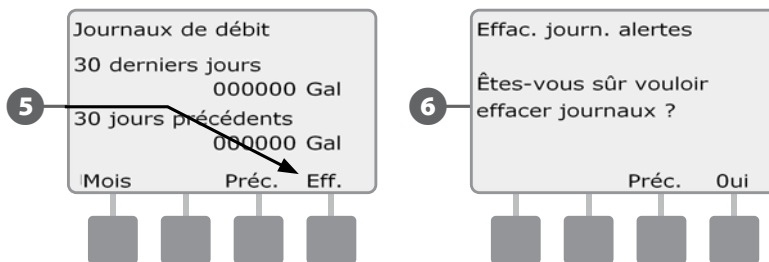 Journaux de débit
30 derniers jours
000000 Gal
30 jours précédents
000000 Gal
Mois Préc. Eff.
5
Effac. journ. alertes
Êtes-vous sûr vouloir
effacer journaux ?
Préc. 0ui
6